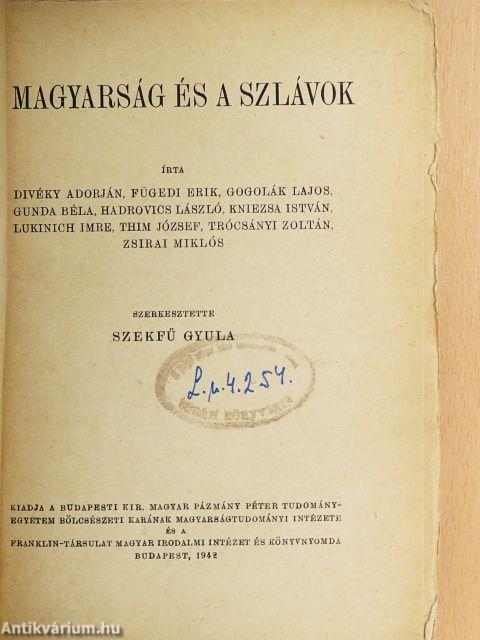 MAGYARSÁG ÉS A SZLÁVOK
ÍRTA
DIVÉKY ADORJÁN, FÜGEDI ERIK, GOGOLÁK LAJOS,
GUNDA BÉLA, HADROVICS LÁSZLÓ, KNIEZSA ISTVÁN,
LUKINICH IMRE, THIM JÓZSEF, TRÓCSÁNYI ZOLTÁN,
ZSIRAI MIKLÓS
SZERKESZTETTE
SZEKFŰ GYULA
L.n.4.254.
KIADJA A BUDAPESTI KIR. MAGYAR PÁZMÁNY PÉTER TUDOMÁNY-
EGYETEM BÖLCSÉSZETI KARÁNAK MAGYARSÁGTUDOMÁNYI INTÉZETE
ÉS A
FRANKLIN-TÁRSULAT MAGYAR IRODALMI INTÉZET ÉS KÖNYVNYOMDA
BUDAPEST, 1942
Antikvárium.hu